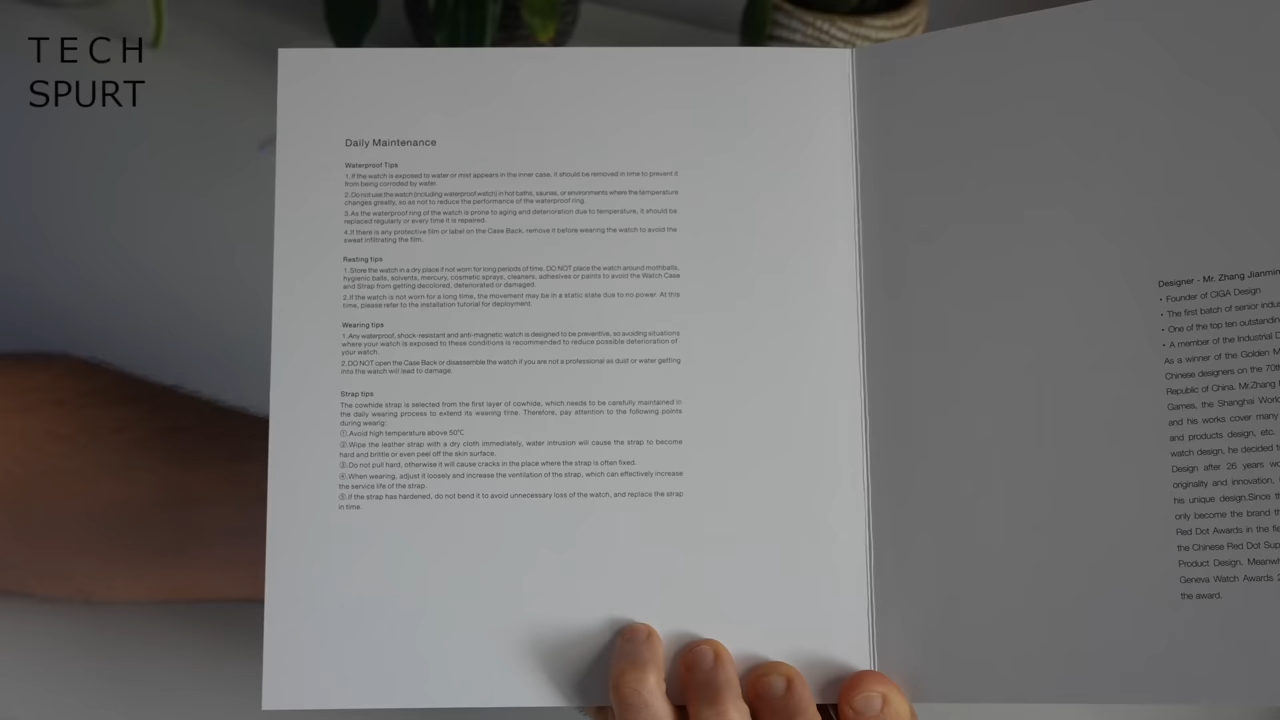 TECH
SPURT
Daily Maintenance
Waterproof Tips
1.If the watch is exposed to water or mist appears in the inner case, it should be removed in time to prevent it
from being corroded by water.
2.Do not use the watch (including waterproof watch) in hot baths, saunas, or environments where the temperature
changes greatly, so as not to reduce the performance of the waterproof ring.
3.As the waterproof ring of the watch is prone to aging and deterioration due to temperature, it should be
replaced regularly or every time it is repaired.
4.If there is any protective film or label on the Case Back, remove it before wearing the watch to avoid the
sweat infiltrating the film.
Resting tips
1.Store the watch in a dry place if not worn for long periods of time. DO NOT place the watch around mothballs,
hygienic balls, solvents, mercury, cosmetic sprays, cleaners, adhesives or paints to avoid the Watch Case
and Strap from getting decolored, deteriorated or damaged.
2.If the watch is not worn for a long time, the movement may be in a static state due to no power. At this
time, please refer to the installation tutorial for deployment.
Wearing tips
1.Any waterproof, shock-resistant and anti-magnetic watch is designed to be preventive, so avoiding situations
where your watch is exposed to these conditions is recommended to reduce possible deterioration of
your watch.
2.DO NOT open the Case Back or disassemble the watch if you are not a professional as dust or water getting
into the watch will lead to damage.
Strap tips
The cowhide strap is selected from the first layer of cowhide, which needs to be carefully maintained in
the daily wearing process to extend its wearing time. Therefore, pay attention to the following points
during wearig:
①.Avoid high temperature above 50℃
②.Wipe the leather strap with a dry cloth immediately, water intrusion will cause the strap to become
hard and brittle or even peel off the skin surface.
③.Do not pull hard, otherwise it will cause cracks in the place where the strap is often fixed.
④.When wearing, adjust it loosely and increase the ventilation of the strap, which can effectively increase
the service life of the strap.
⑤.If the strap has hardened, do not bend it to avoid unnecessary loss of the watch, and replace the strap
in time.
Designer - Mr. Zhang Jianmin
• Founder of CIGA Design
• The first batch of senior indus
• One of the top ten outstandin
• A member of the Industrial D
As a winner of the Golden M
Chinese designers on the 70th
Republic of China. Mr.Zhang
Games, the Shanghai World
and his works cover many
and products design, etc.
watch design, he decided to
Design after 26 years
originality and innovation,
his unique design.Since th
only become the brand th
Red Dot Awards in the fie
the Chinese Red Dot Sup
Product Design. Meanw
Geneva Watch Awards 2
the award.